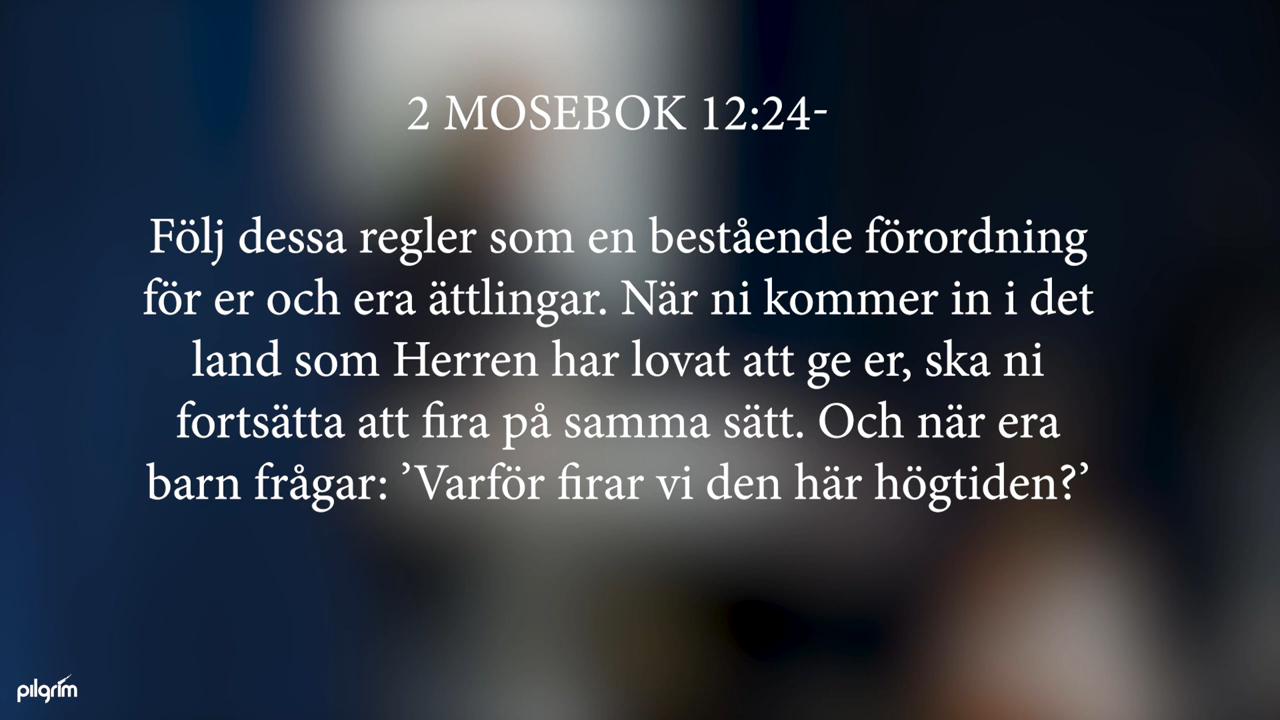 2 MOSEBOK 12:24-
Följ dessa regler som en bestående förordning
för er och era ättlingar. När ni kommer in i det
land som Herren har lovat att ge er, ska ni
fortsätta att fira på samma sätt. Och när era
barn frågar: ’Varför firar vi den här högtiden?’
pilgrim